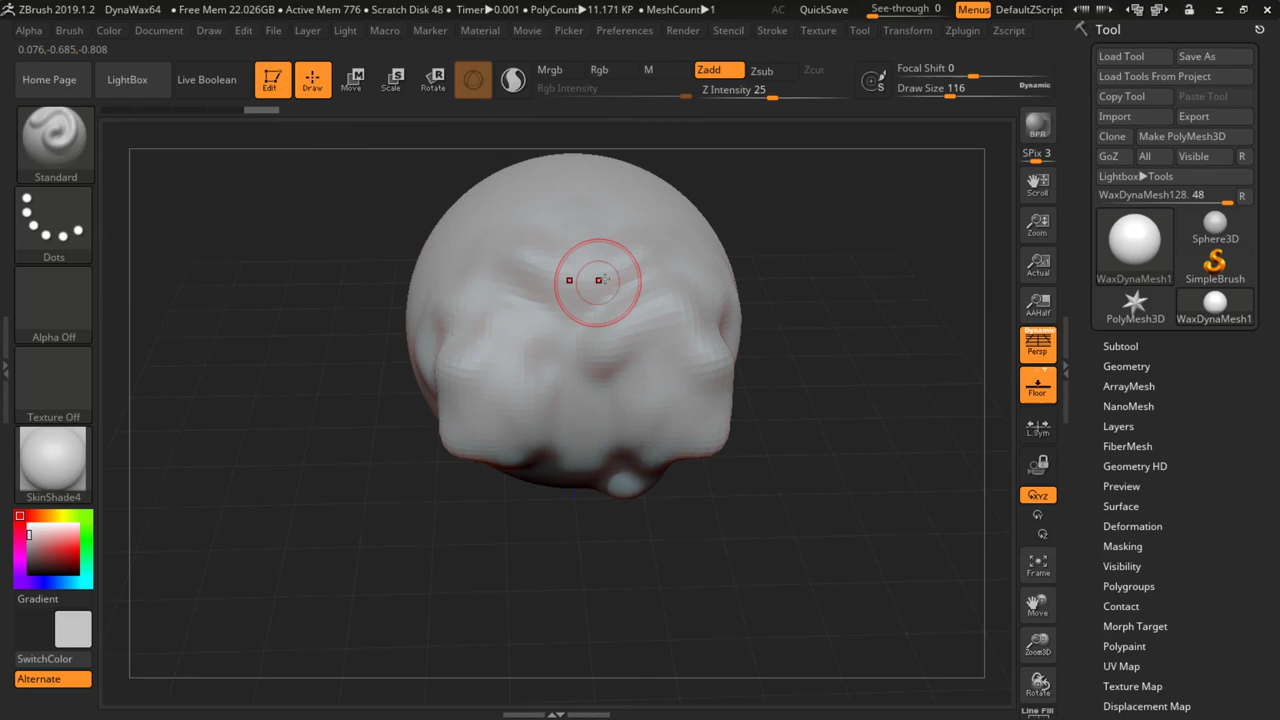 ZBrush 2019.1.2 DynaWax64 • Free Mem 22.026GB • Active Mem 776 • Scratch Disk 48 • Timer▶0.001 • PolyCount▶11.171 KP • MeshCount▶1 AC QuickSave See-through 0 Menus DefaultZScript
Alpha Brush Color Document Draw Edit File Layer Light Macro Marker Material Movie Picker Preferences Render Stencil Stroke Texture Tool Transform Zplugin Zscript
0.076,-0.685,-0.808
Home Page LightBox Live Boolean Edit Draw Move Scale Rotate
Mrgb Rgb M Zadd Zsub Zcut
Rgb Intensity Z Intensity 25
Focal Shift 0
Draw Size 116 Dynamic
Standard
Dots
Alpha Off
Texture Off
SkinShade4
Gradient
SwitchColor
Alternate
BPR
SPix 3
Scroll
Zoom
Actual
AAHalf
Dynamic
Persp
Floor
L.Sym
XYZ
Frame
Move
Zoom3D
Rotate
Line Fill
Tool
Load Tool Save As
Load Tools From Project
Copy Tool Paste Tool
Import Export
Clone Make PolyMesh3D
GoZ All Visible R
Lightbox▶Tools
WaxDynaMesh128. 48 R
WaxDynaMesh1 Sphere3D
SimpleBrush
PolyMesh3D WaxDynaMesh1
Subtool
Geometry
ArrayMesh
NanoMesh
Layers
FiberMesh
Geometry HD
Preview
Surface
Deformation
Masking
Visibility
Polygroups
Contact
Morph Target
Polypaint
UV Map
Texture Map
Displacement Map